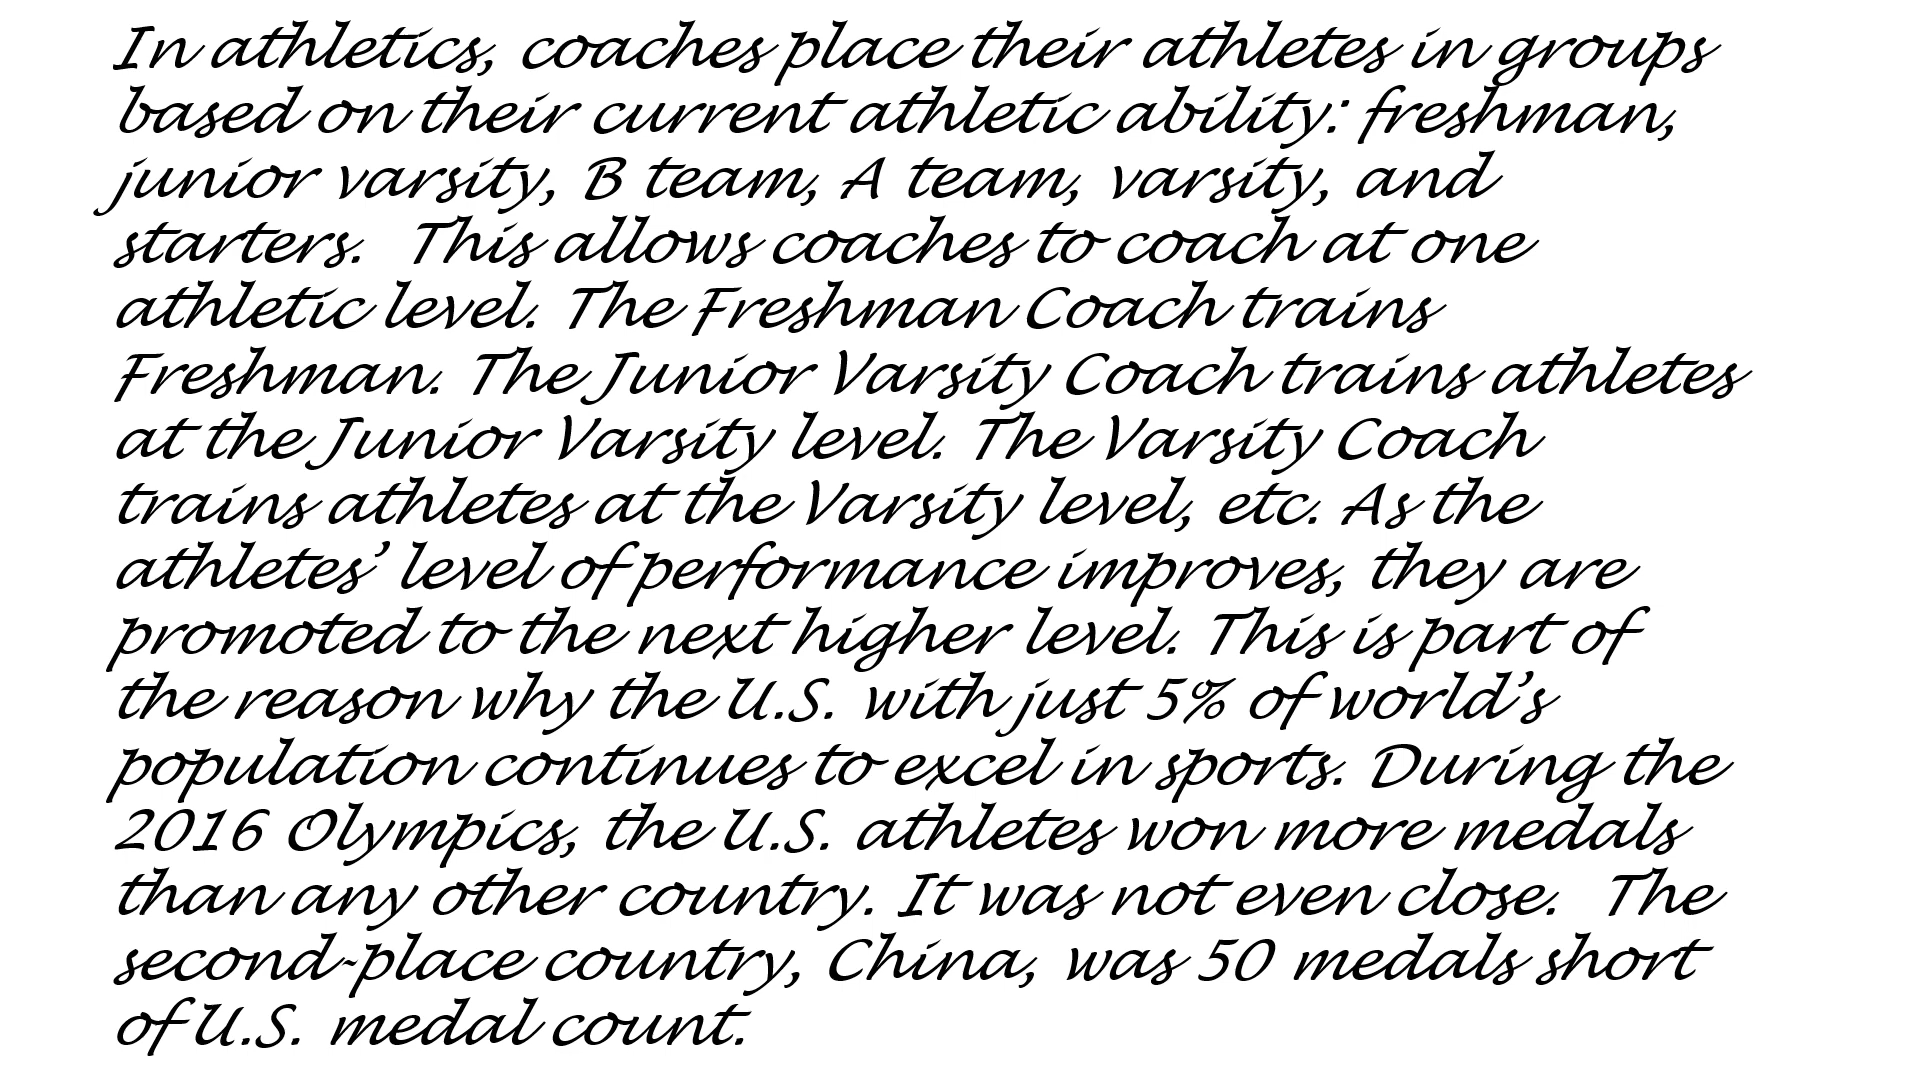 In athletics, coaches place their athletes in groups
based on their current athletic ability: freshman,
junior varsity, B team, A team, varsity, and
starters.  This allows coaches to coach at one
athletic level. The Freshman Coach trains
Freshman. The Junior Varsity Coach trains athletes
at the Junior Varsity level. The Varsity Coach
trains athletes at the Varsity level, etc. As the
athletes’ level of performance improves, they are
promoted to the next higher level. This is part of
the reason why the U.S. with just 5% of world’s
population continues to excel in sports. During the
2016 Olympics, the U.S. athletes won more medals
than any other country. It was not even close.  The
second-place country, China, was 50 medals short
of U.S. medal count.